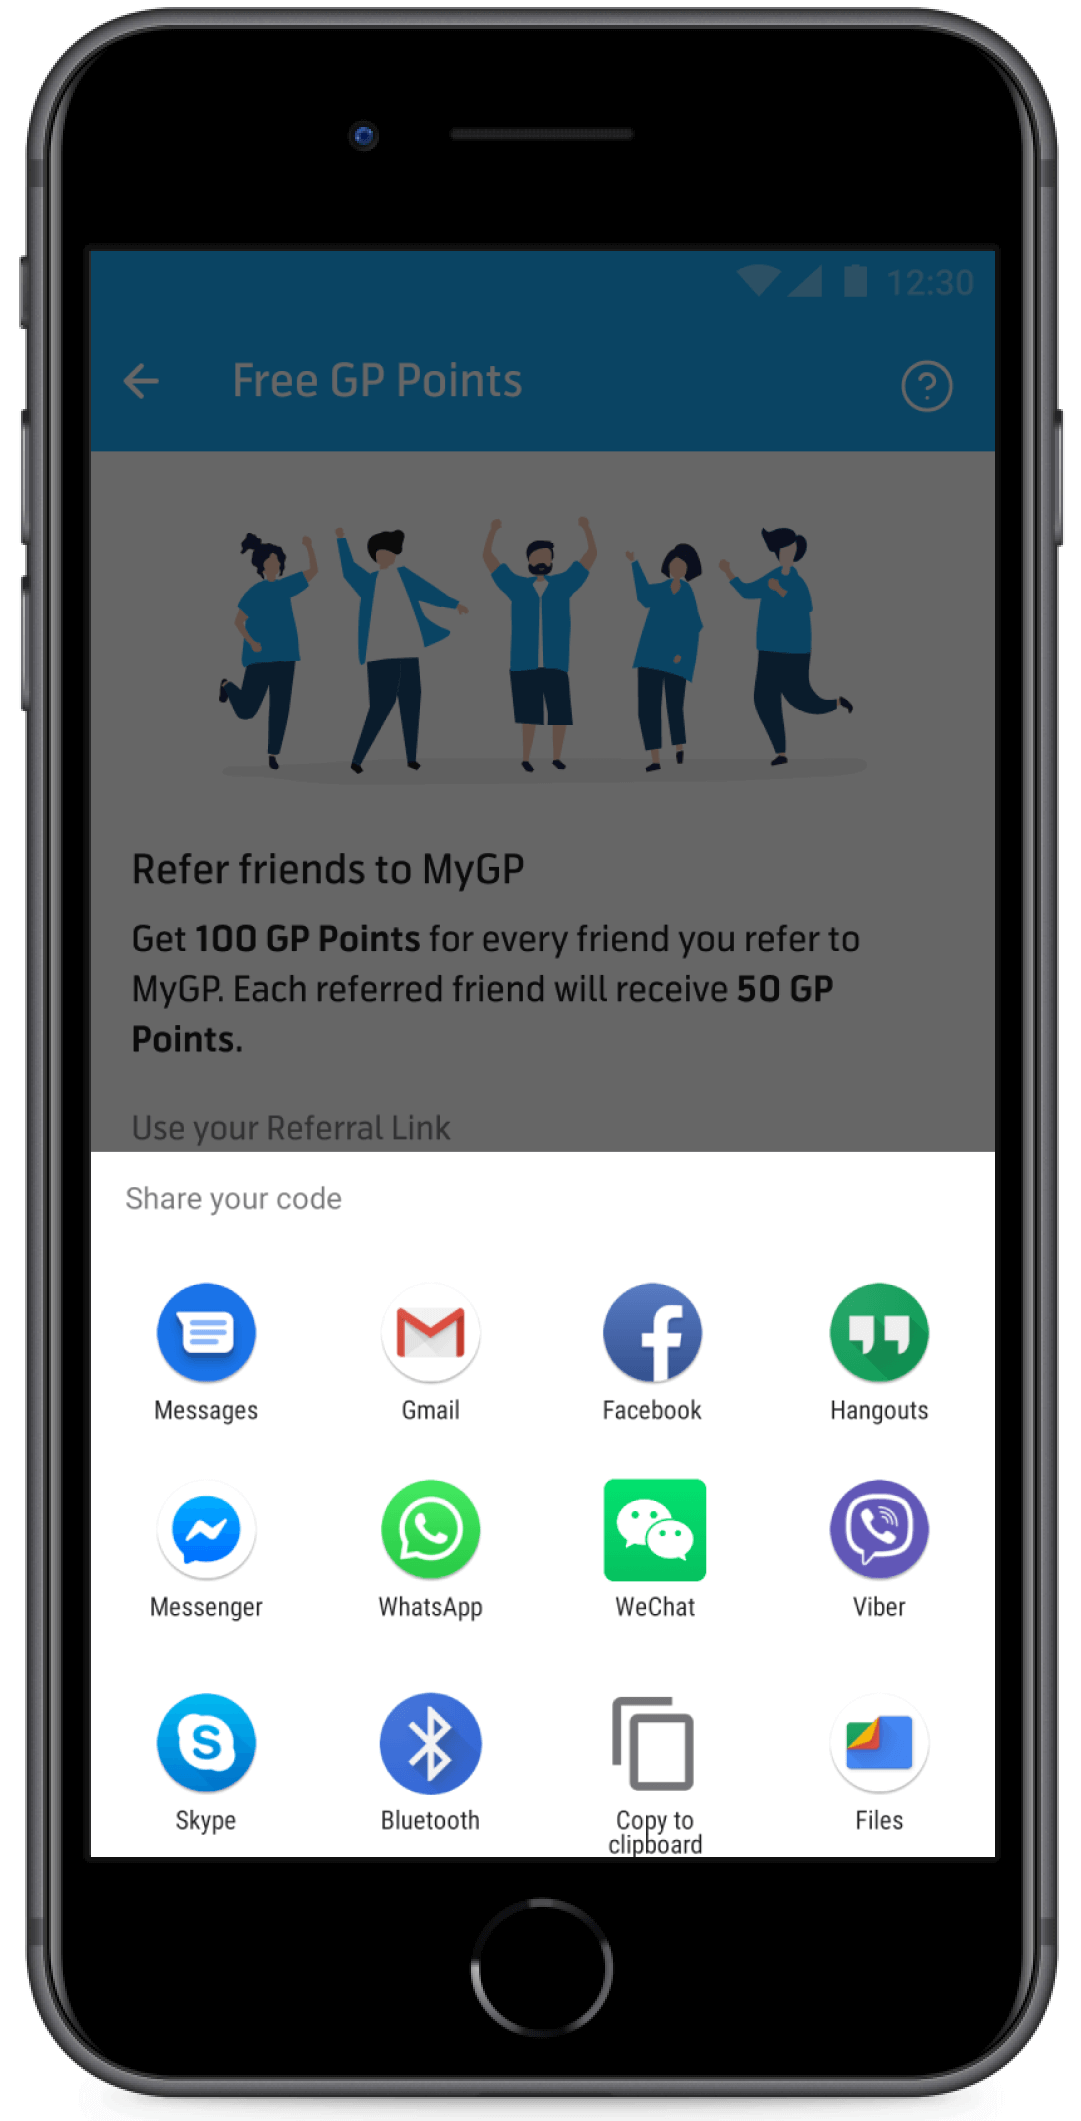 12:30
Free GP Points
Refer friends to MyGP
Get 100 GP Points for every friend you refer to
MyGP. Each referred friend will receive 50 GP
Points.
Use your Referral Link
Share your code
Messages
Gmail
Facebook
Hangouts
Messenger
WhatsApp
WeChat
Viber
Skype
Bluetooth
Copy to
clipboard
Files